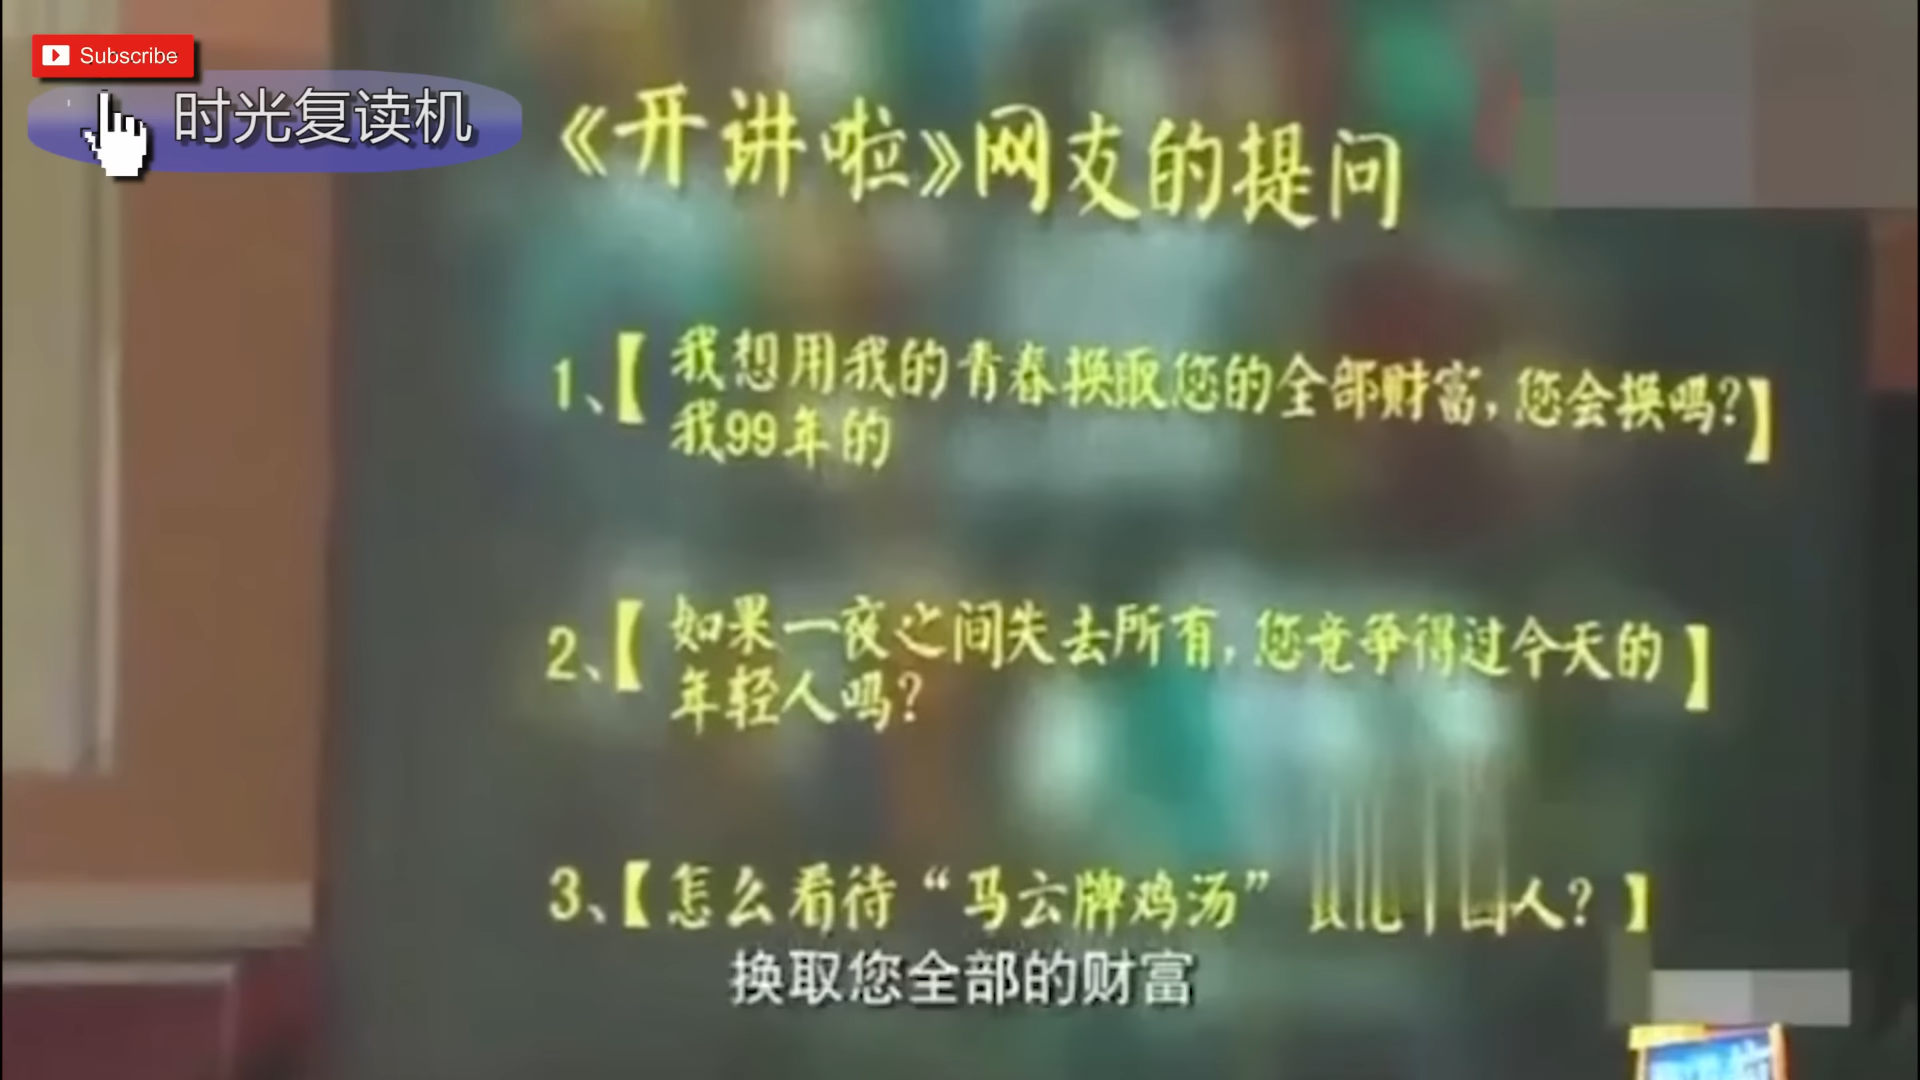 Subscribe
时光复读机
《开讲啦》网友的提问
1、【我想用我的青春换取您的全部财富，您会换吗？】
我99年的
2、【如果一夜之间失去所有，您竞争得过今天的】
年轻人吗？
3、【怎么看待“马云牌鸡汤” 人？】
换取您全部的财富